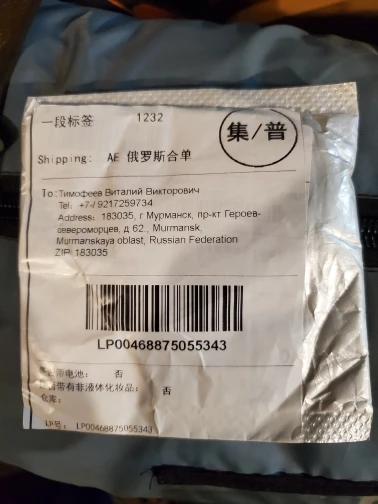 一段标签 1232
集/普
Shipping: AE 俄罗斯合单
To: Тимофеев Виталий Викторович
Tel: +7-/ 9217259734
Address: 183035, г Мурманск, пр-кт Героев-
североморцев, д 62., Murmansk,
Murmanskaya oblast, Russian Federation
ZIP: 183035
LP00468875055343
电池: 否
带有非液体化妆品: 否
仓库:
LP号: LP00468875055343